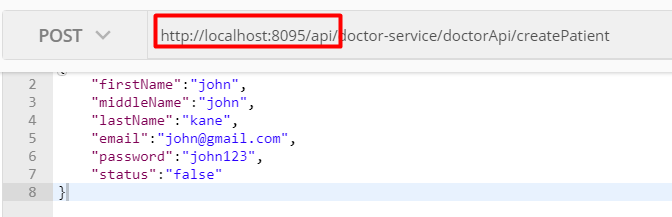 POST http://localhost:8095/api/doctor-service/doctorApi/createPatient
2 "firstName":"john",
3 "middleName":"john",
4 "lastName":"kane",
5 "email":"john@gmail.com",
6 "password":"john123",
7 "status":"false"
8 }